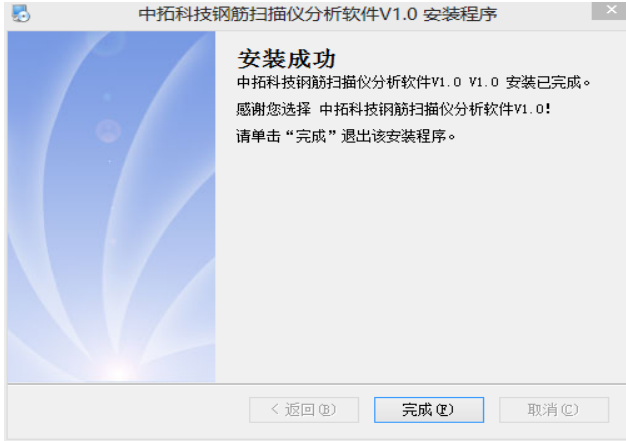 中拓科技钢筋扫描仪分析软件V1.0 安装程序
安装成功
中拓科技钢筋扫描仪分析软件V1.0 V1.0 安装已完成。
感谢您选择 中拓科技钢筋扫描仪分析软件V1.0!
请单击“完成”退出该安装程序。
< 返回(B) 完成(F) 取消(C)